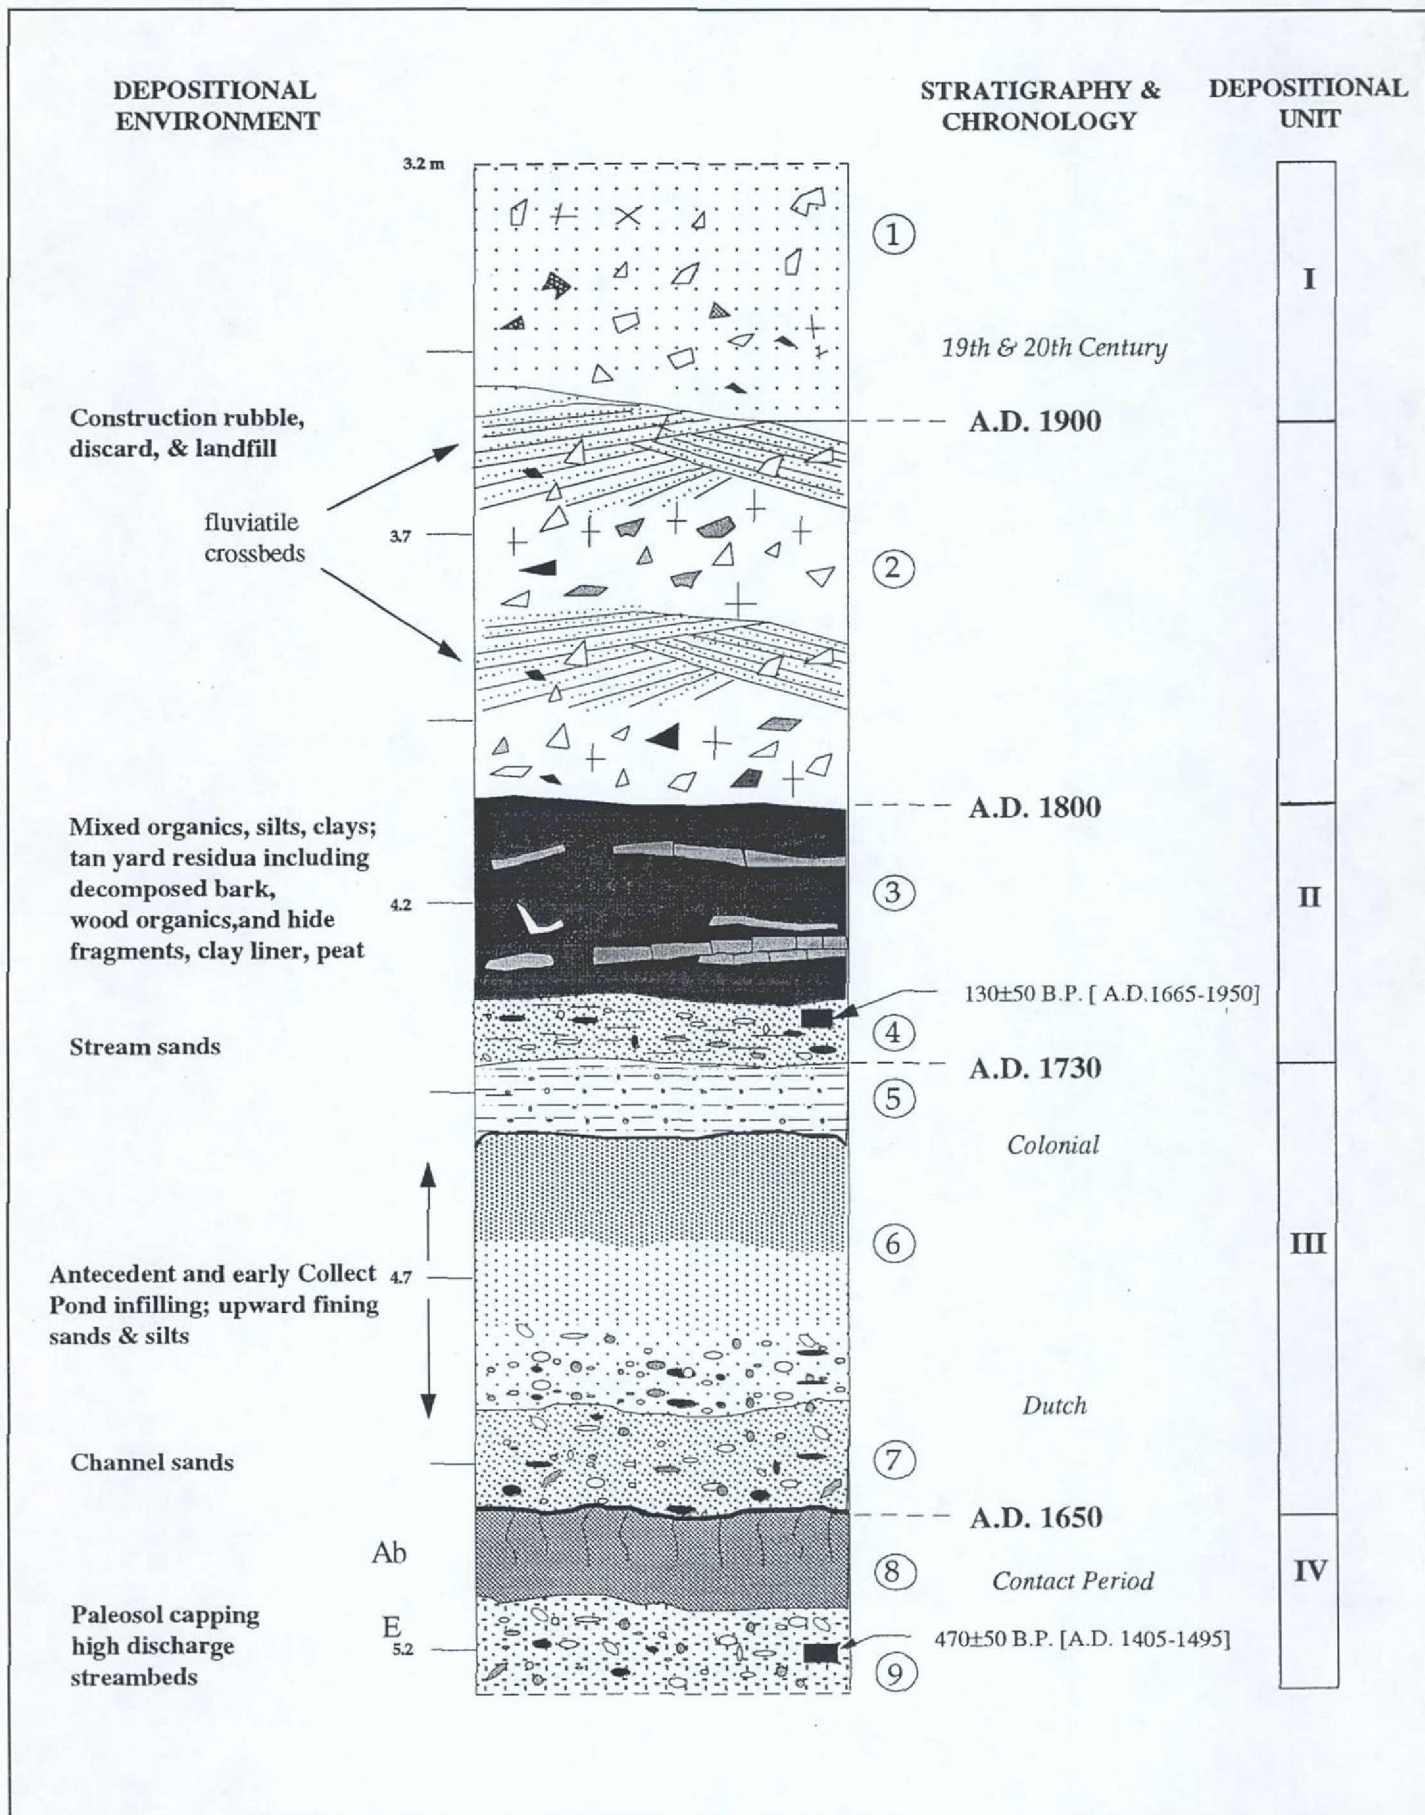 DEPOSITIONAL
ENVIRONMENT
STRATIGRAPHY &
CHRONOLOGY
DEPOSITIONAL
UNIT
3.2 m
1
I
19th & 20th Century
Construction rubble,
discard, & landfill
A.D. 1900
fluviatile
crossbeds
3.7
2
A.D. 1800
Mixed organics, silts, clays;
tan yard residua including
decomposed bark,
wood organics,and hide
fragments, clay liner, peat
4.2
3
II
130±50 B.P. [ A.D.1665-1950]
4
Stream sands
A.D. 1730
5
Colonial
6
III
Antecedent and early Collect
Pond infilling; upward fining
sands & silts
4.7
Dutch
Channel sands
7
A.D. 1650
Ab
8
Contact Period
IV
Paleosol capping
high discharge
streambeds
E
5.2
470±50 B.P. [A.D. 1405-1495]
9